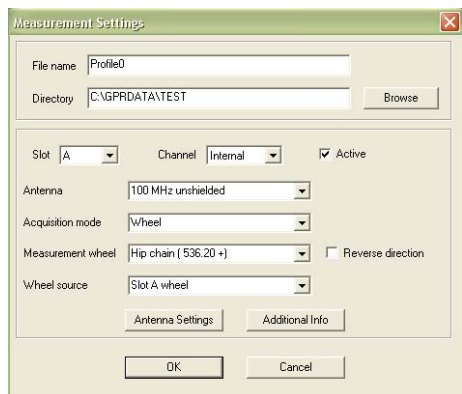 Measurement Settings
File name Profile0
Directory C:\GPRDATA\TEST Browse
Slot A Channel Internal Active
Antenna 100 MHz unshielded
Acquisition mode Wheel
Measurement wheel Hip chain ( 536.20 +) Reverse direction
Wheel source Slot A wheel
Antenna Settings Additional Info
OK Cancel